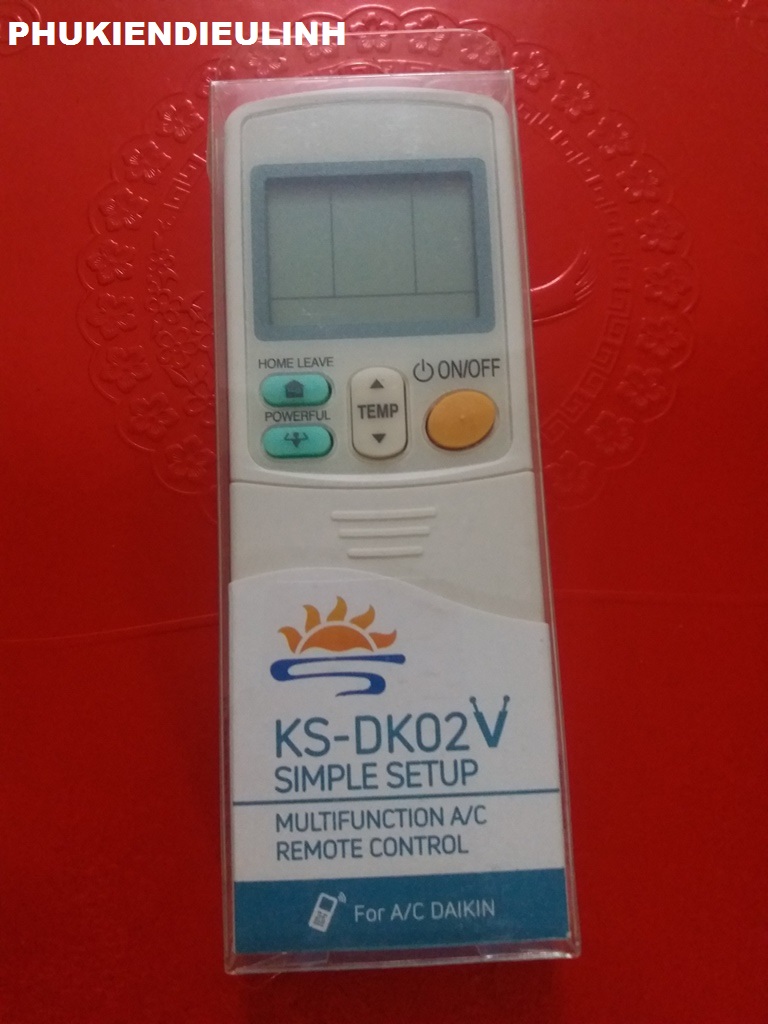 PHUKIENDIEULINH
HOME LEAVE
ON/OFF
TEMP
POWERFUL
KS-DK02V
SIMPLE SETUP
MULTIFUNCTION A/C
REMOTE CONTROL
For A/C DAIKIN